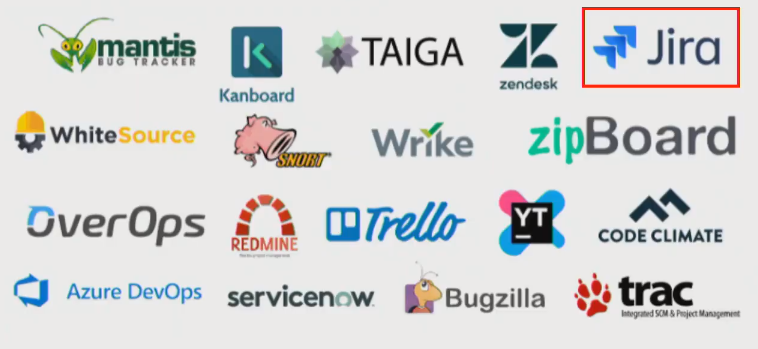 mantis
BUG TRACKER
Kanboard
TAIGA
zendesk
Jira
WhiteSource
SNORT
Wrike
zipBoard
OverOps
REDMINE
Trello
YT
CODE CLIMATE
Azure DevOps
servicenow
Bugzilla
trac
Integrated SCM & Project Management